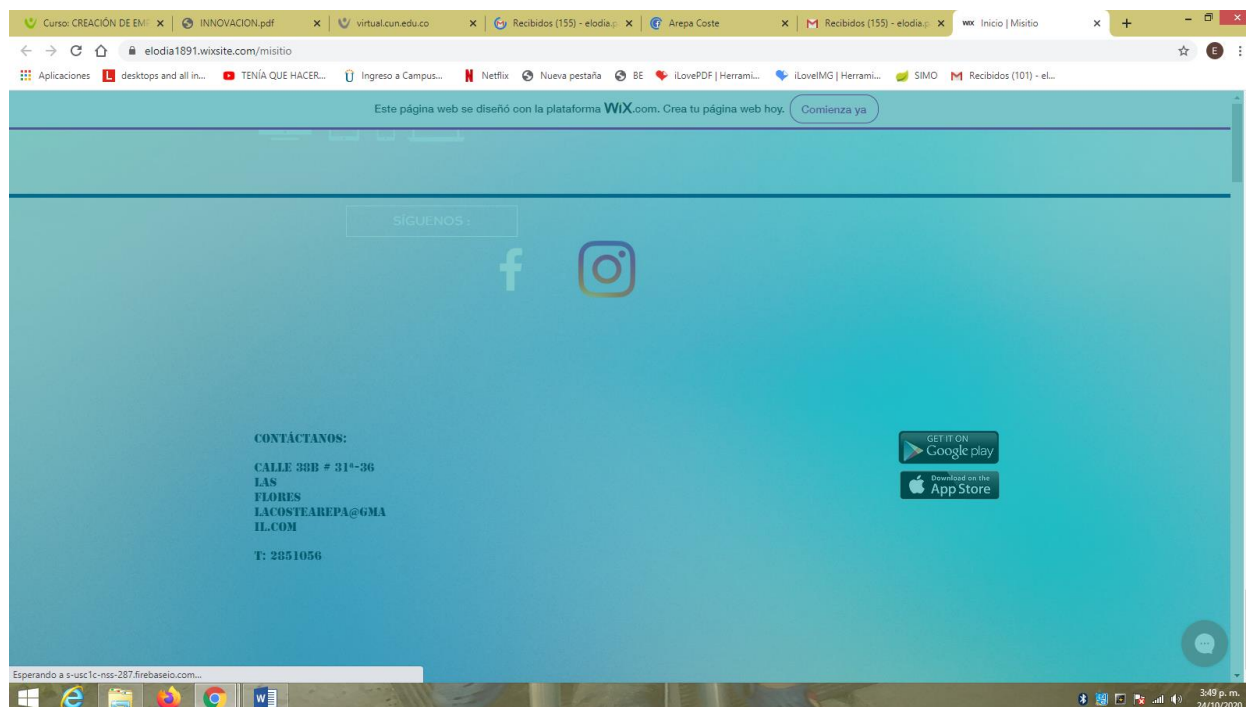 Curso: CREACIÓN DE EMP
INNOVACION.pdf
virtual.cun.edu.co
Recibidos (155) - elodia.p
Arepa Coste
Recibidos (155) - elodia.p
WIX Inicio | Misitio
elodia1891.wixsite.com/misitio
E
Aplicaciones
L desktops and all in...
TENÍA QUE HACER...
Ingreso a Campus...
N Netflix
Nueva pestaña
BE
iLovePDF | Herrami...
iLoveIMG | Herrami...
SIMO
Recibidos (101) - el...
Este página web se diseñó con la plataforma WiX.com. Crea tu página web hoy. Comienza ya
SÍGUENOS :
CONTÁCTANOS:
CALLE 38B # 31ª-36
LAS
FLORES
LACOSTEAREPA@GMA
IL.COM
T: 2851056
GET IT ON
Google play
Download on the
App Store
Esperando a s-usc1c-nss-287.firebaseio.com...
3:49 p. m.
24/10/2020